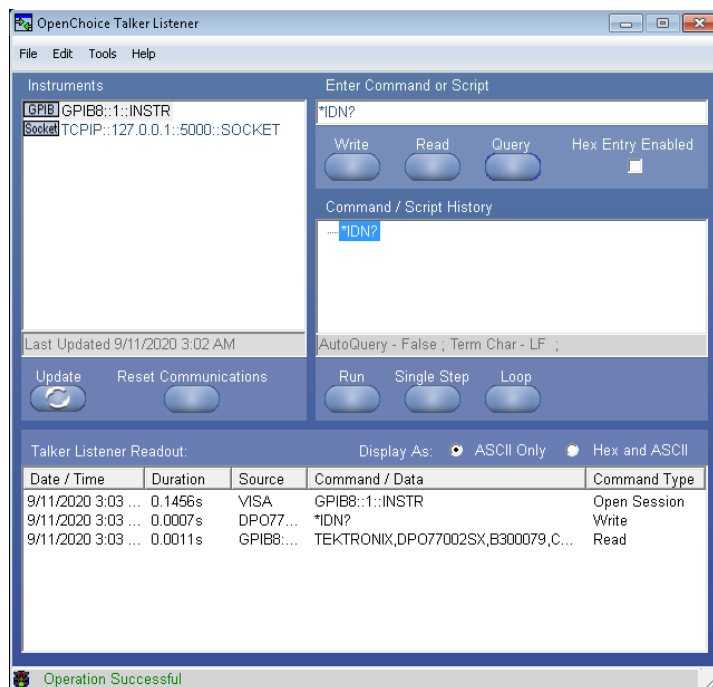 OpenChoice Talker Listener
File Edit Tools Help
Instruments
GPIB GPIB8::1::INSTR
Socket TCPIP::127.0.0.1::5000::SOCKET
Last Updated 9/11/2020 3:02 AM
Update Reset Communications
Enter Command or Script
*IDN?
Write Read Query Hex Entry Enabled
Command / Script History
*IDN?
AutoQuery - False ; Term Char - LF ;
Run Single Step Loop
Talker Listener Readout: Display As: ASCII Only Hex and ASCII
Date / Time Duration Source Command / Data Command Type
9/11/2020 3:03 ... 0.1456s VISA GPIB8::1::INSTR Open Session
9/11/2020 3:03 ... 0.0007s DPO77... *IDN? Write
9/11/2020 3:03 ... 0.0011s GPIB8:... TEKTRONIX,DPO77002SX,B300079,C... Read
Operation Successful